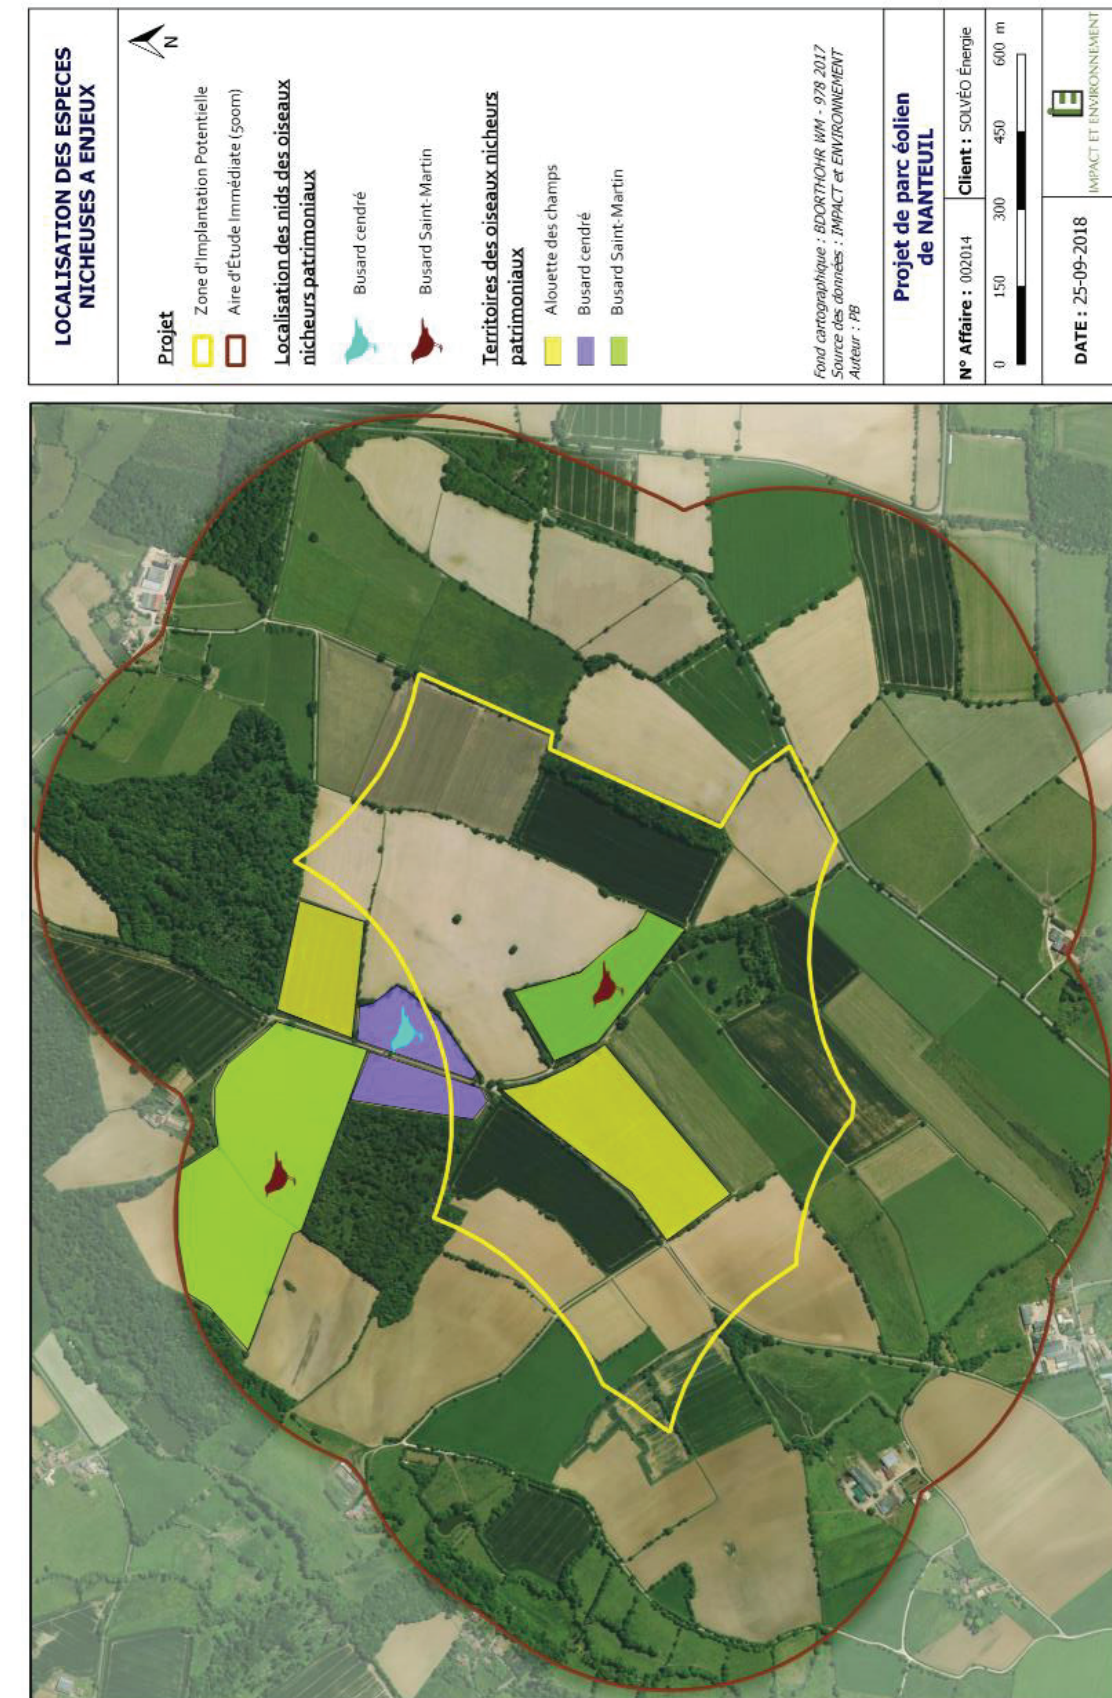 LOCALISATION DES ESPECES
NICHEUSES A ENJEUX
N
Projet
Zone d'Implantation Potentielle
Aire d'Étude Immédiate (500m)
Localisation des nids des oiseaux
nicheurs patrimoniaux
Busard cendré
Busard Saint-Martin
Territoires des oiseaux nicheurs
patrimoniaux
Alouette des champs
Busard cendré
Busard Saint-Martin
Fond cartographique : BDORTHOHR WM - 978 2017
Source des données : IMPACT et ENVIRONNEMENT
Auteur : PB
Projet de parc éolien
de NANTEUIL
N° Affaire : 002014
Client : SOLVÉO Énergie
0 150 300 450 600 m
DATE : 25-09-2018
IE
IMPACT ET ENVIRONNEMENT